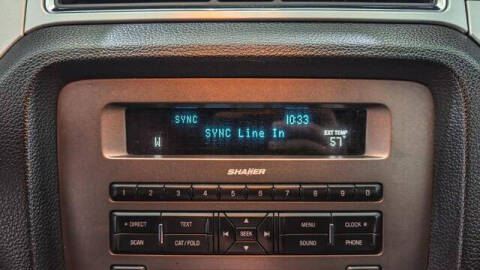 SYNC 10:33
SYNC Line In
W EXT TEMP 57°F
SHAKER
1 2 3 4 5 6 7 8 9 0
DIRECT TEXT MENU CLOCK
SCAN CAT/FOLD SEEK SOUND PHONE